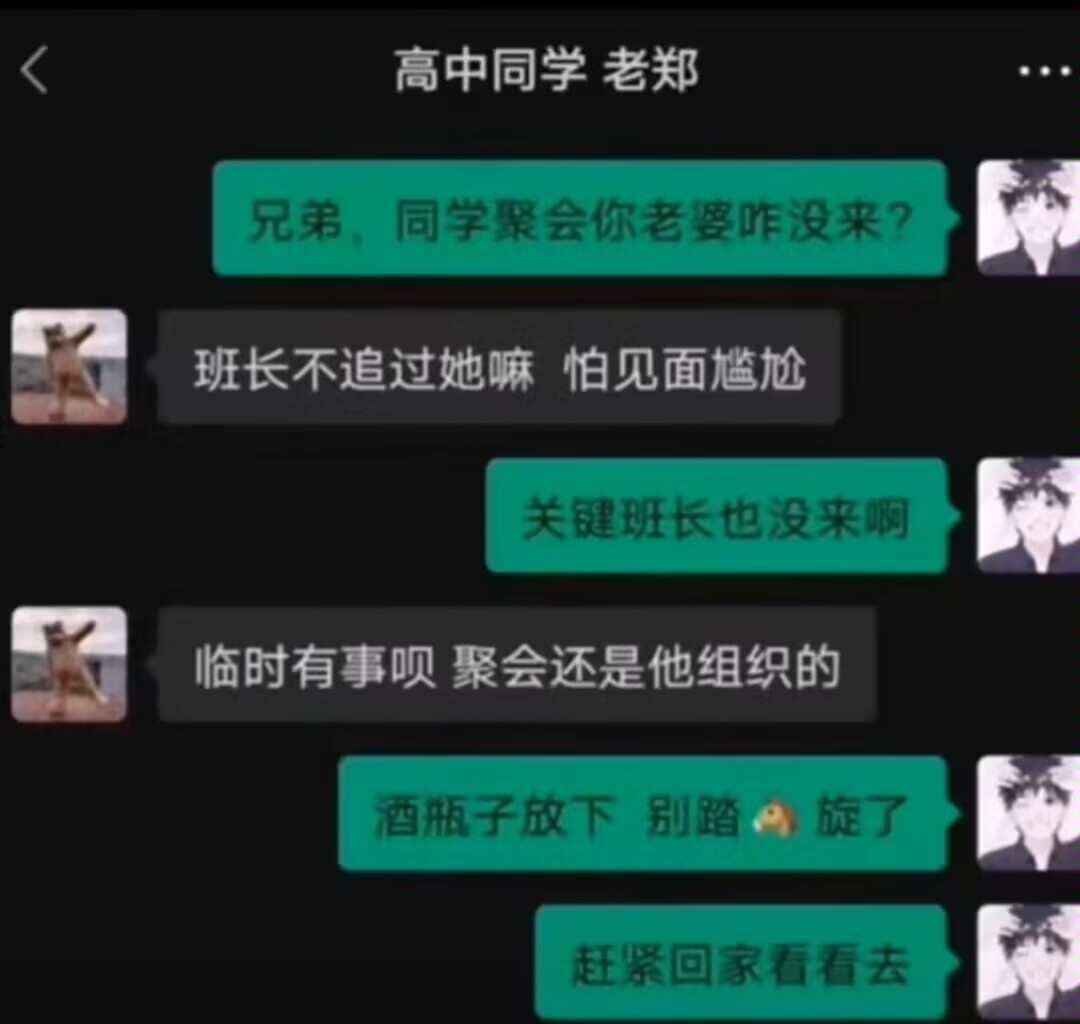 高中同学 老郑
兄弟，同学聚会你老婆咋没来？
班长不追过她嘛 怕见面尴尬
关键班长也没来啊
临时有事呗 聚会还是他组织的
酒瓶子放下 别踏🐴旋了
赶紧回家看看去